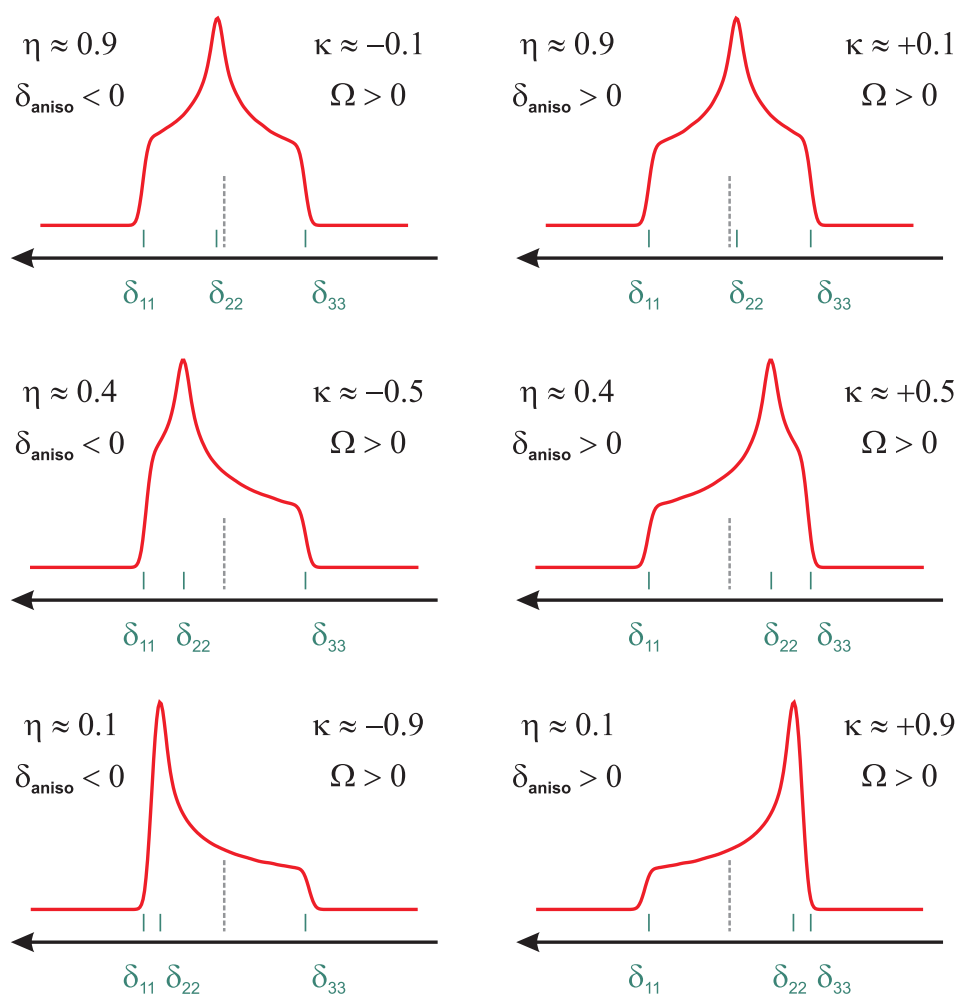 η ≈ 0.9 κ ≈ −0.1 η ≈ 0.9 κ ≈ +0.1
δaniso < 0 Ω > 0 δaniso > 0 Ω > 0
δ11 δ22 δ33 δ11 δ22 δ33
η ≈ 0.4 κ ≈ −0.5 η ≈ 0.4 κ ≈ +0.5
δaniso < 0 Ω > 0 δaniso > 0 Ω > 0
δ11 δ22 δ33 δ11 δ22 δ33
η ≈ 0.1 κ ≈ −0.9 η ≈ 0.1 κ ≈ +0.9
δaniso < 0 Ω > 0 δaniso > 0 Ω > 0
δ11 δ22 δ33 δ11 δ22 δ33